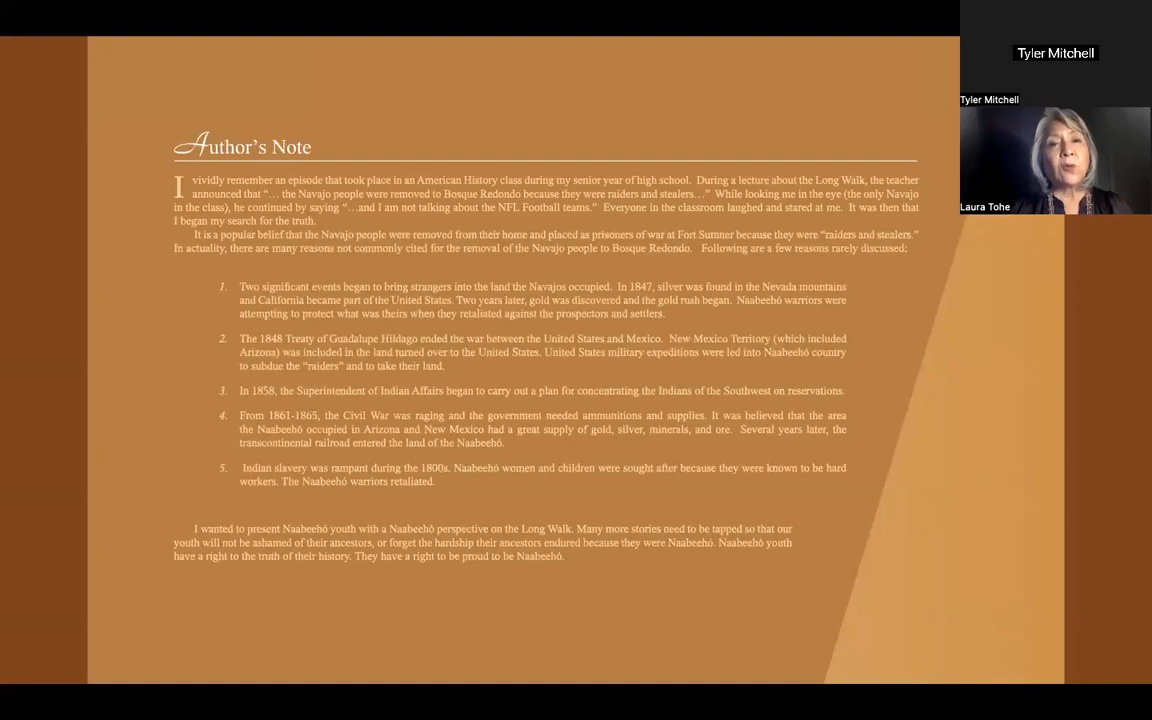 Tyler Mitchell
Tyler Mitchell
Laura Tohe
Author's Note
I vividly remember an episode that took place in an American History class during my senior year of high school. During a lecture about the Long Walk, the teacher
announced that "... the Navajo people were removed to Bosque Redondo because they were raiders and stealers..." While looking me in the eye (the only Navajo
in the class), he continued by saying "...and I am not talking about the NFL Football teams." Everyone in the classroom laughed and stared at me. It was then that
I began my search for the truth.
It is a popular belief that the Navajo people were removed from their home and placed as prisoners of war at Fort Sumner because they were "raiders and stealers."
In actuality, there are many reasons not commonly cited for the removal of the Navajo people to Bosque Redondo. Following are a few reasons rarely discussed:
1. Two significant events began to bring strangers into the land the Navajos occupied. In 1847, silver was found in the Nevada mountains
and California became part of the United States. Two years later, gold was discovered and the gold rush began. Naabeehó warriors were
attempting to protect what was theirs when they retaliated against the prospectors and settlers.
2. The 1848 Treaty of Guadalupe Hildago ended the war between the United States and Mexico. New Mexico Territory (which included
Arizona) was included in the land turned over to the United States. United States military expeditions were led into Naabeehó country
to subdue the "raiders" and to take their land.
3. In 1858, the Superintendent of Indian Affairs began to carry out a plan for concentrating the Indians of the Southwest on reservations.
4. From 1861-1865, the Civil War was raging and the government needed ammunitions and supplies. It was believed that the area
the Naabeehó occupied in Arizona and New Mexico had a great supply of gold, silver, minerals, and ore. Several years later, the
transcontinental railroad entered the land of the Naabeehó.
5. Indian slavery was rampant during the 1800s. Naabeehó women and children were sought after because they were known to be hard
workers. The Naabeehó warriors retaliated.
I wanted to present Naabeehó youth with a Naabeehó perspective on the Long Walk. Many more stories need to be tapped so that our
youth will not be ashamed of their ancestors, or forget the hardship their ancestors endured because they were Naabeehó. Naabeehó youth
have a right to the truth of their history. They have a right to be proud to be Naabeehó.